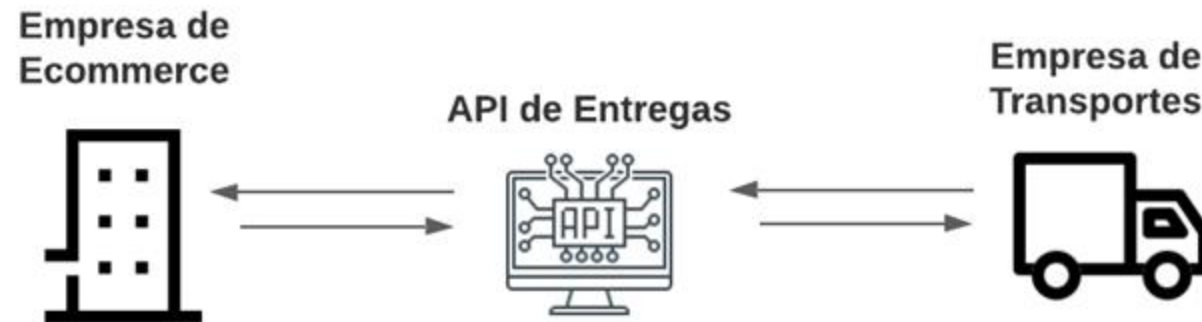 Empresa de
Ecommerce
API de Entregas
API
Empresa de
Transportes